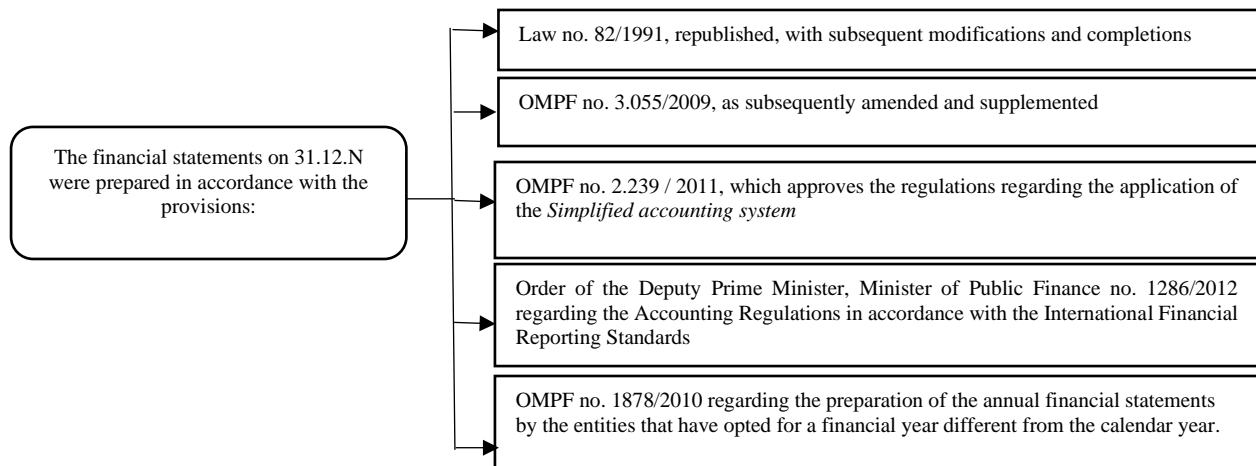 The financial statements on 31.12.N
were prepared in accordance with the
provisions:
Law no. 82/1991, republished, with subsequent modifications and completions
OMPF no. 3.055/2009, as subsequently amended and supplemented
OMPF no. 2.239 / 2011, which approves the regulations regarding the application of
the Simplified accounting system
Order of the Deputy Prime Minister, Minister of Public Finance no. 1286/2012
regarding the Accounting Regulations in accordance with the International Financial
Reporting Standards
OMPF no. 1878/2010 regarding the preparation of the annual financial statements
by the entities that have opted for a financial year different from the calendar year.